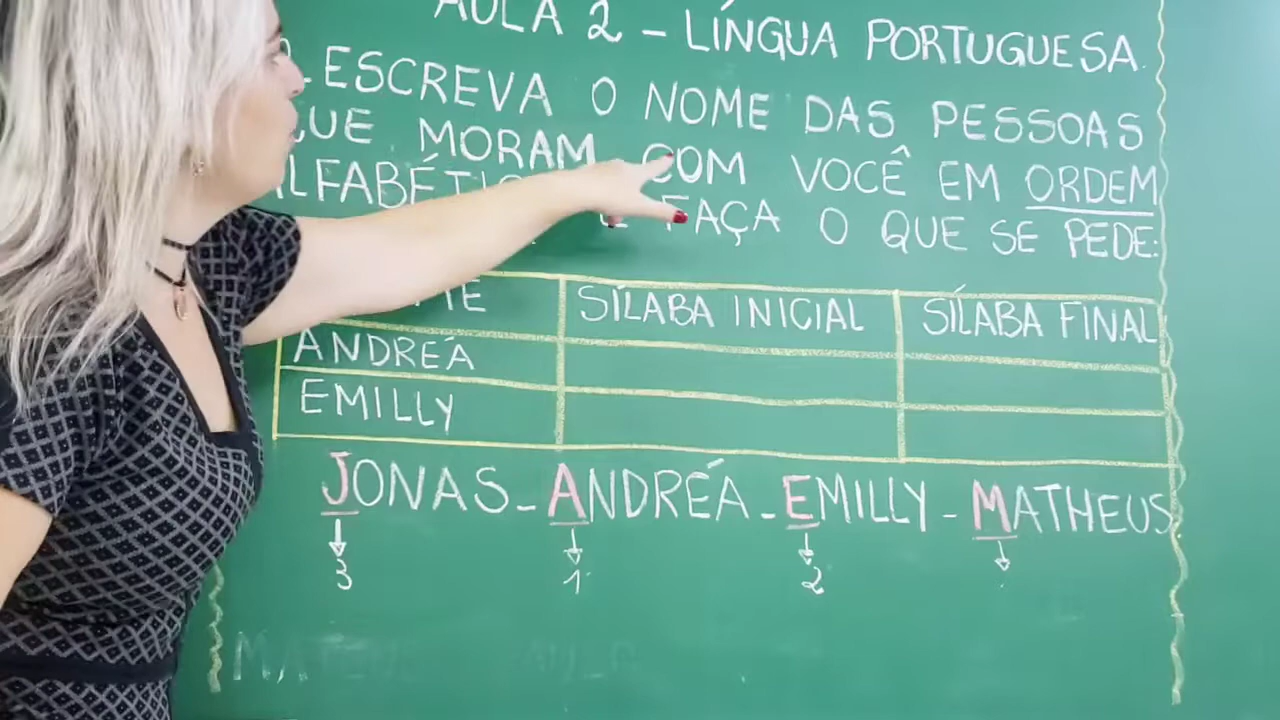 AULA 2 - LÍNGUA PORTUGUESA.
ESCREVA O NOME DAS PESSOAS
QUE MORAM COM VOCÊ EM ORDEM
ALFABÉTICA E FAÇA O QUE SE PEDE:
SÍLABA INICIAL SÍLABA FINAL
ANDRÉA
EMILLY
JONAS - ANDRÉA - EMILLY - MATHEUS
3 1 2